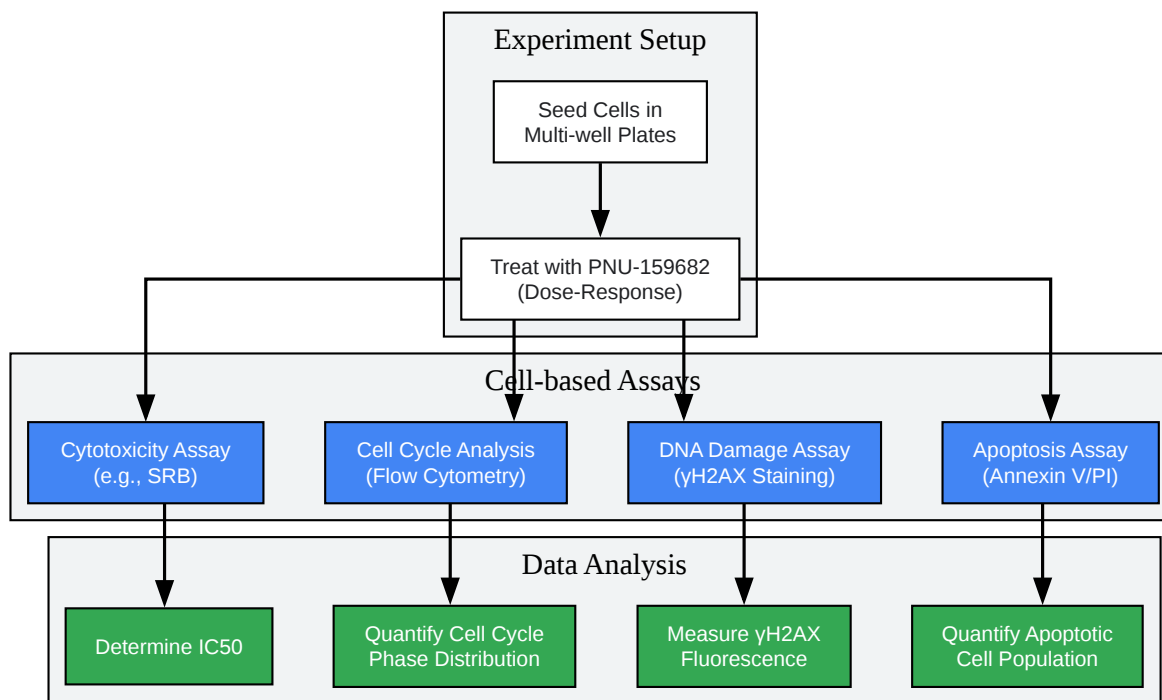 Experiment Setup
Seed Cells in
Multi-well Plates
Treat with PNU-159682
(Dose-Response)
Cell-based Assays
Cytotoxicity Assay
(e.g., SRB)
Cell Cycle Analysis
(Flow Cytometry)
DNA Damage Assay
(γH2AX Staining)
Apoptosis Assay
(Annexin V/PI)
Data Analysis
Determine IC50
Quantify Cell Cycle
Phase Distribution
Measure γH2AX
Fluorescence
Quantify Apoptotic
Cell Population